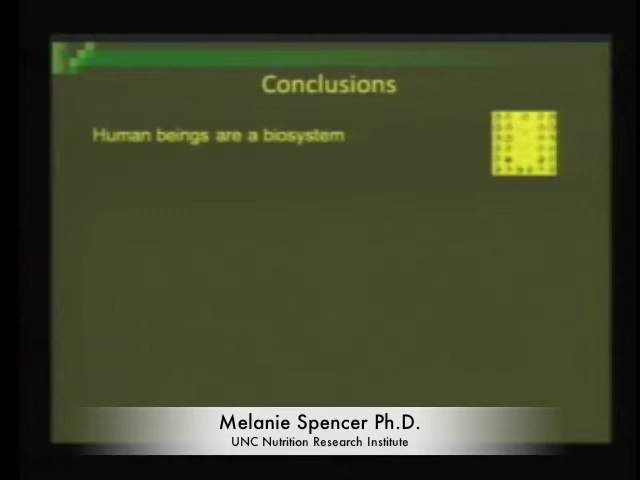 Conclusions
Human beings are a biosystem
Melanie Spencer Ph.D.
UNC Nutrition Research Institute